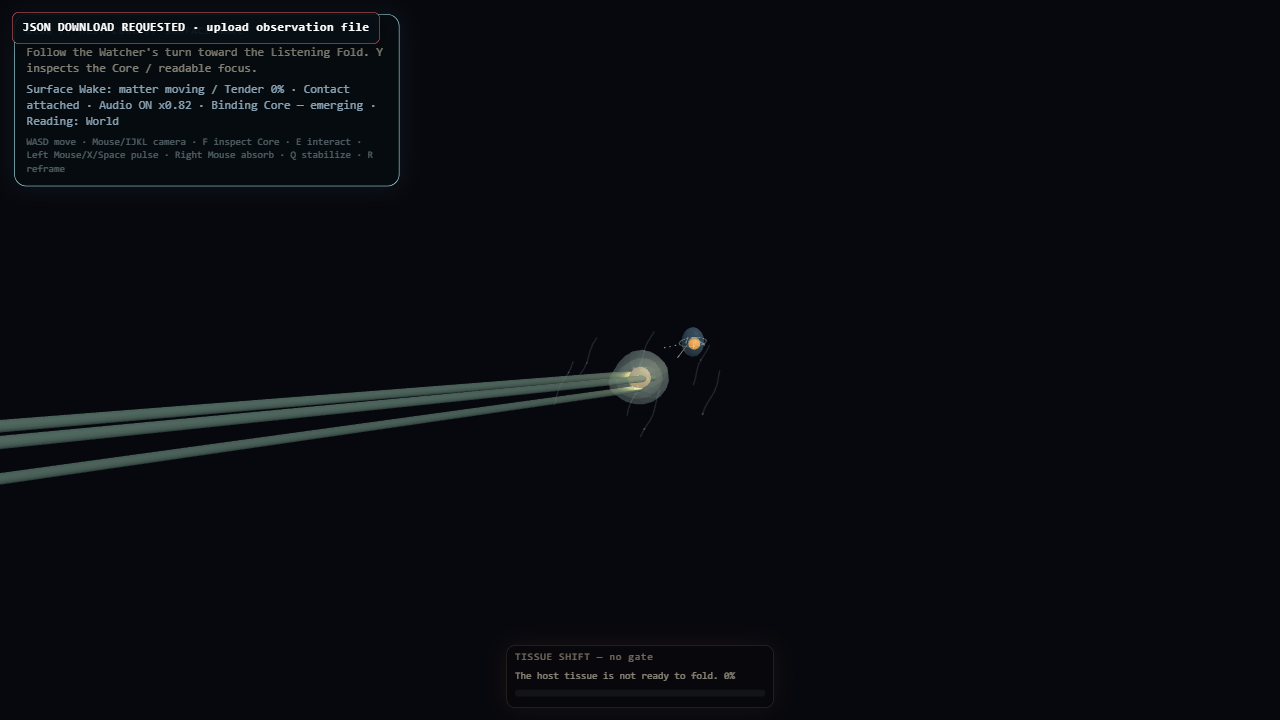 JSON DOWNLOAD REQUESTED · upload observation file
Follow the Watcher's turn toward the Listening Fold. Y
inspects the Core / readable focus.
Surface Wake: matter moving / Tender 0% · Contact
attached · Audio ON x0.82 · Binding Core — emerging ·
Reading: World
WASD move · Mouse/IJKL camera · F inspect Core · E interact ·
Left Mouse/X/Space pulse · Right Mouse absorb · Q stabilize · R
reframe
TISSUE SHIFT — no gate
The host tissue is not ready to fold. 0%